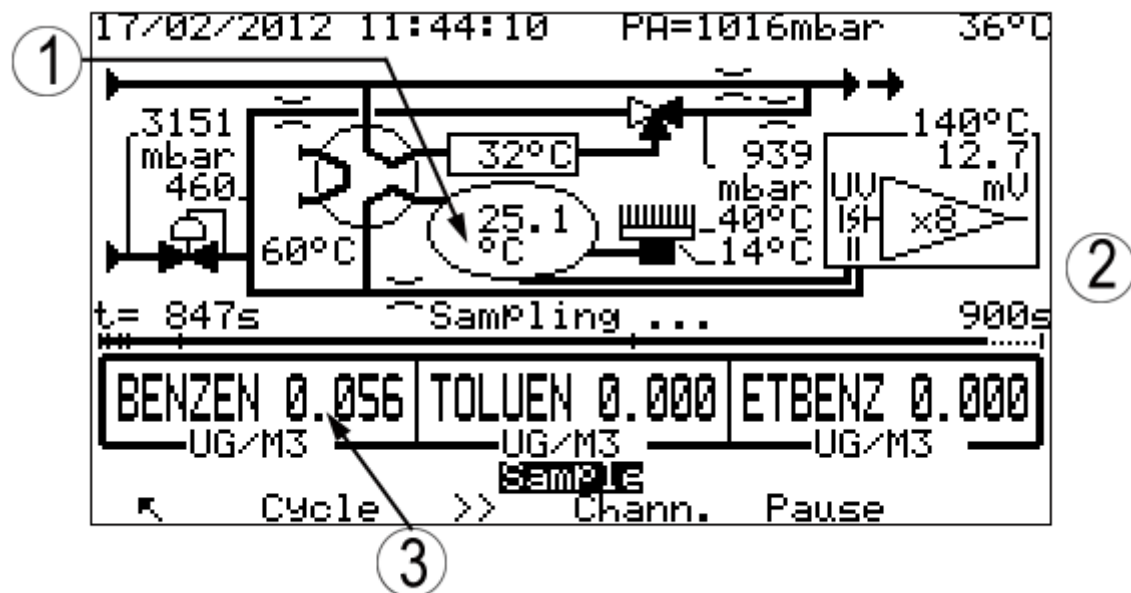 17/02/2012 11:44:10 PA=1016mbar 36°C
1
3151
mbar
460
32°C
939
mbar
140°C
12.7
mV
UV
x8
25.1
°C
60°C
40°C
14°C
2
t= 847s Sampling ... 900s
BENZEN 0.056 TOLUEN 0.000 ETBENZ 0.000
UG/M3 UG/M3 UG/M3
Sample
Cycle >> Chann. Pause
3